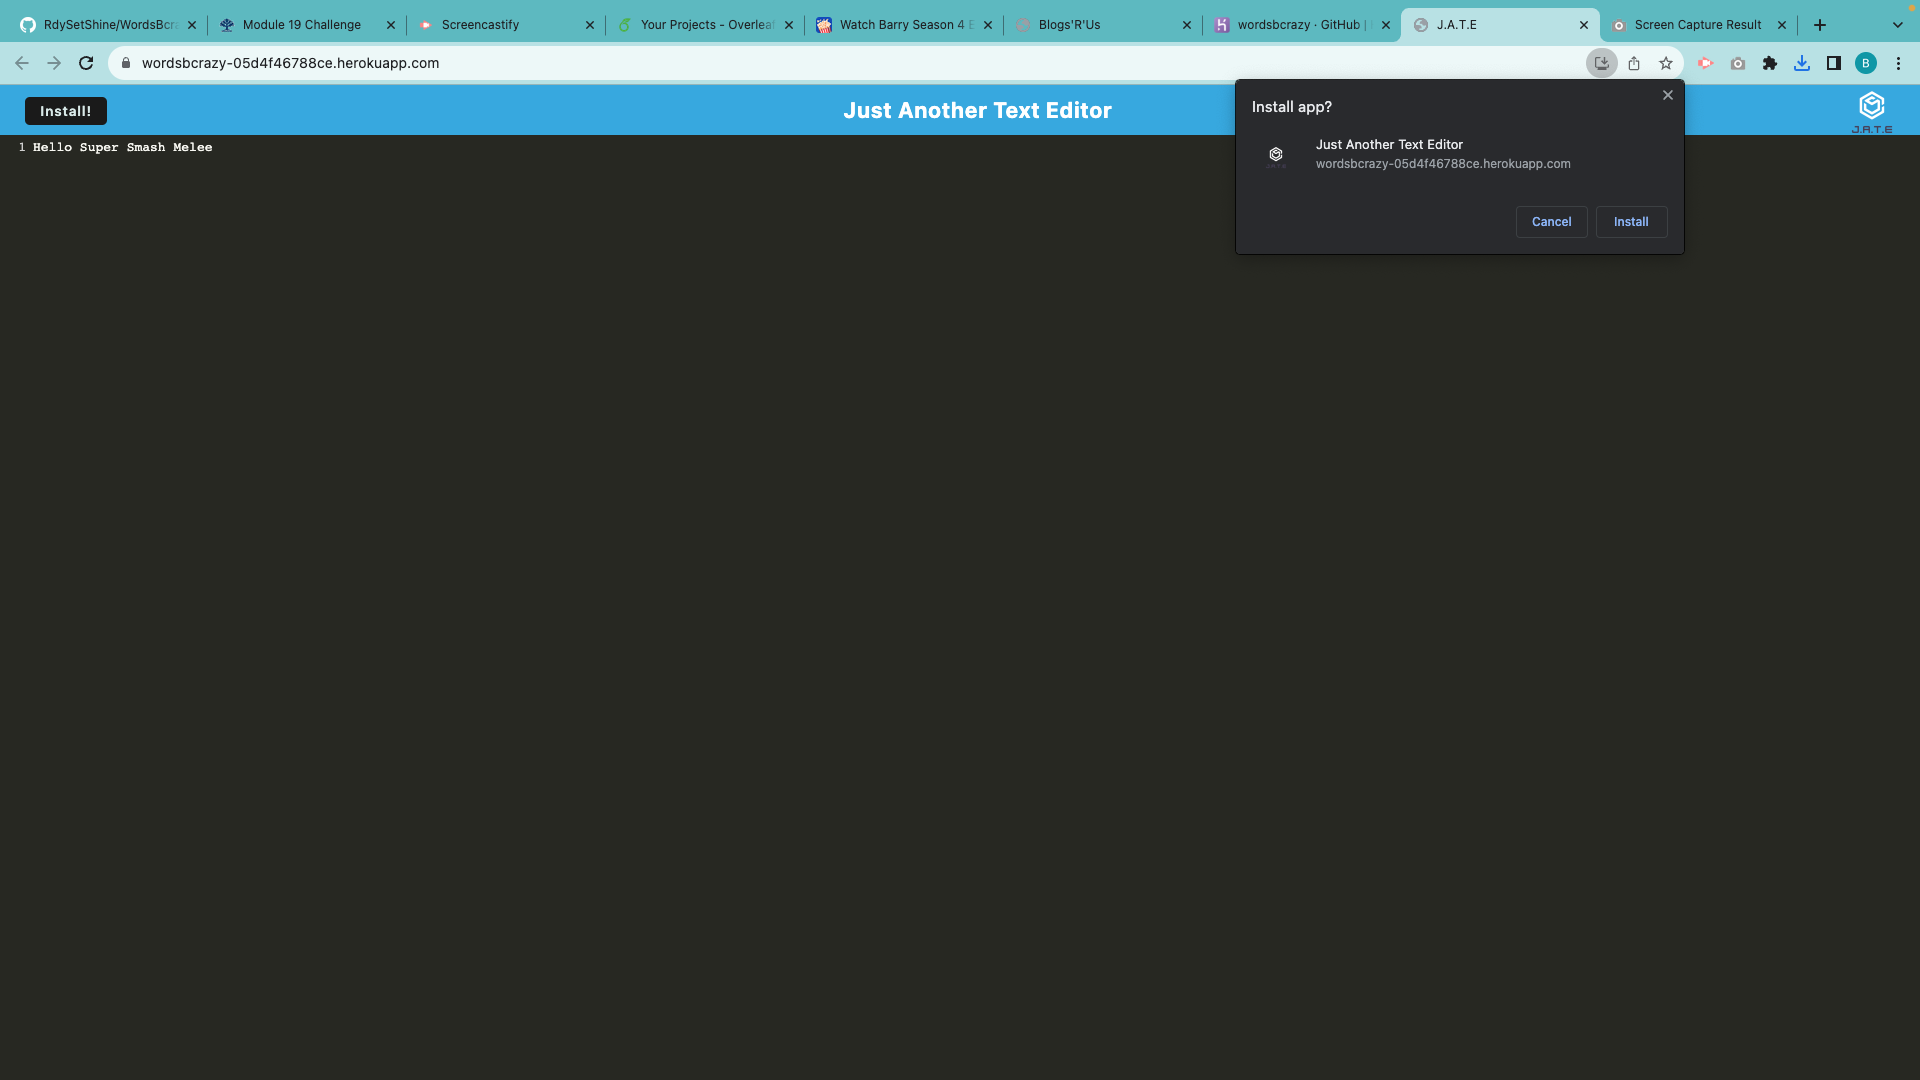 RdySetShine/WordsBcra
Module 19 Challenge
Screencastify
Your Projects - Overleaf
Watch Barry Season 4 E
Blogs'R'Us
wordsbcrazy · GitHub |
J.A.T.E
Screen Capture Result
wordsbcrazy-05d4f46788ce.herokuapp.com
B
Install!
Just Another Text Editor
J.A.T.E
1 Hello Super Smash Melee
Install app?
Just Another Text Editor
wordsbcrazy-05d4f46788ce.herokuapp.com
Cancel
Install